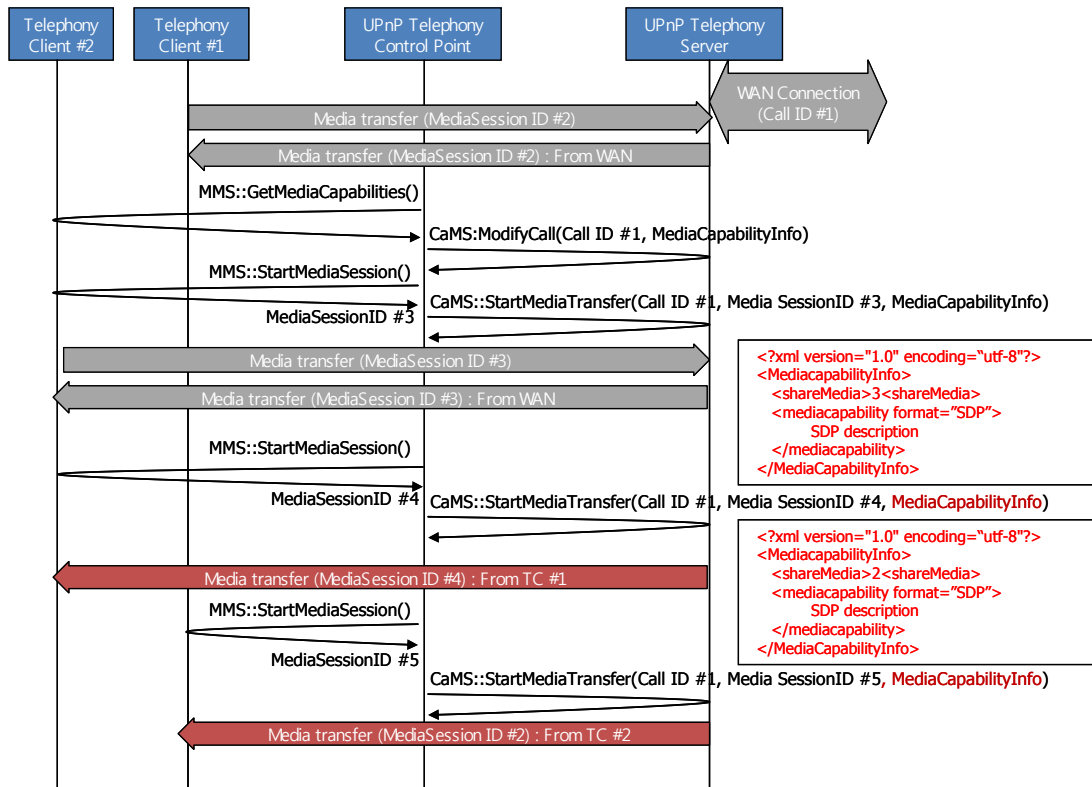 Telephony
Client #2
Telephony
Client #1
UPnP Telephony
Control Point
UPnP Telephony
Server
WAN Connection
(Call ID #1)
Media transfer (MediaSession ID #2)
Media transfer (MediaSession ID #2) : From WAN
MMS::GetMediaCapabilities()
CaMS:ModifyCall(Call ID #1, MediaCapabilityInfo)
MMS::StartMediaSession()
MediaSessionID #3
CaMS::StartMediaTransfer(Call ID #1, Media SessionID #3, MediaCapabilityInfo)
Media transfer (MediaSession ID #3)
Media transfer (MediaSession ID #3) : From WAN
<?xml version="1.0" encoding="utf-8"?>
<MediacapabilityInfo>
<shareMedia>3<shareMedia>
<mediacapability format="SDP">
SDP description
</mediacapability>
</MediaCapabilityInfo>
MMS::StartMediaSession()
MediaSessionID #4
CaMS::StartMediaTransfer(Call ID #1, Media SessionID #4, MediaCapabilityInfo)
<?xml version="1.0" encoding="utf-8"?>
<MediacapabilityInfo>
<shareMedia>2<shareMedia>
<mediacapability format="SDP">
SDP description
</mediacapability>
</MediaCapabilityInfo>
Media transfer (MediaSession ID #4) : From TC #1
MMS::StartMediaSession()
MediaSessionID #5
CaMS::StartMediaTransfer(Call ID #1, Media SessionID #5, MediaCapabilityInfo)
Media transfer (MediaSession ID #2) : From TC #2